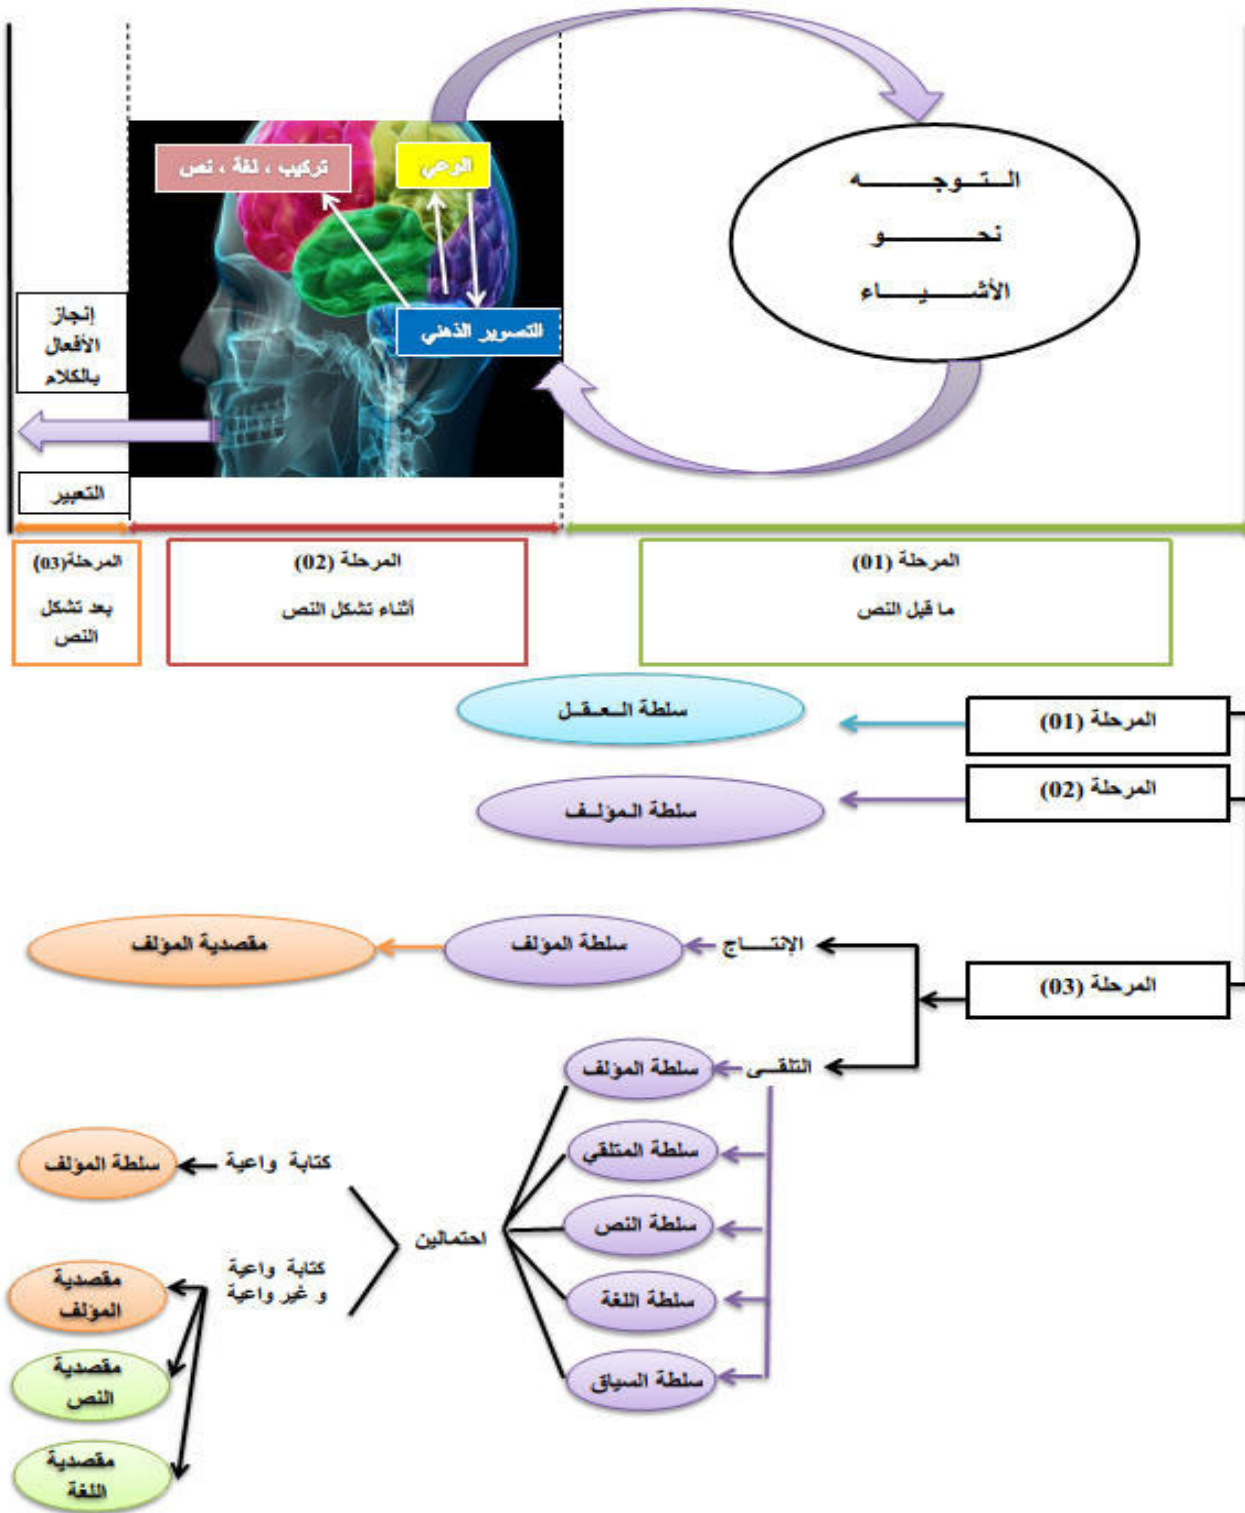 التوجه
نحو
الأشياء
الوعي
تركيب ، لغة ، نص
التصوير الذهني
إنجاز
الأفعال
بالكلام
التعبير
المرحلة (01)
ما قبل النص
المرحلة (02)
أثناء تشكل النص
المرحلة(03)
بعد تشكل
النص
المرحلة (01)
سلطة العقل
المرحلة (02)
سلطة المؤلف
المرحلة (03)
الإنتاج
سلطة المؤلف
مقصدية المؤلف
التلقى
سلطة المؤلف
سلطة المتلقي
سلطة النص
سلطة اللغة
سلطة السياق
احتمالين
كتابة واعية
سلطة المؤلف
كتابة واعية
و غير واعية
مقصدية
المؤلف
مقصدية
النص
مقصدية
اللغة